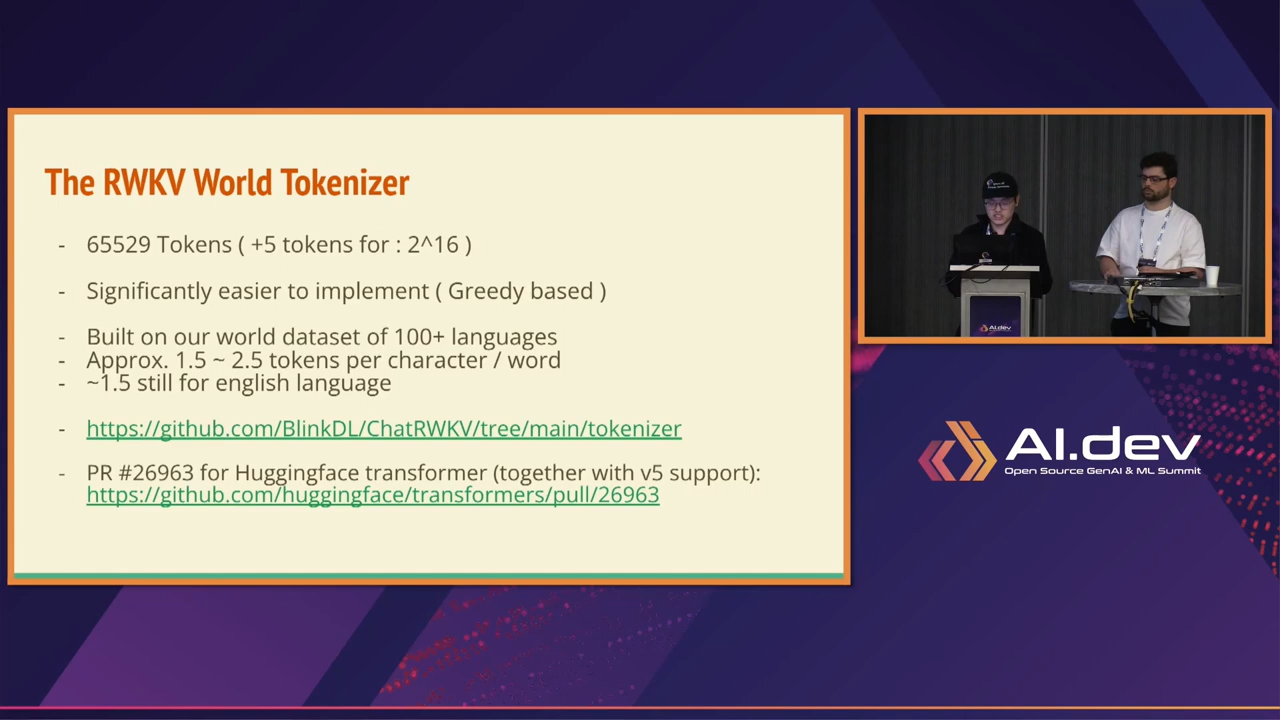 The RWKV World Tokenizer
- 65529 Tokens ( +5 tokens for : 2^16 )
- Significantly easier to implement ( Greedy based )
- Built on our world dataset of 100+ languages
- Approx. 1.5 ~ 2.5 tokens per character / word
- ~1.5 still for english language
- https://github.com/BlinkDL/ChatRWKV/tree/main/tokenizer
- PR #26963 for Huggingface transformer (together with v5 support):
https://github.com/huggingface/transformers/pull/26963
AI.dev
AI.dev
Open Source GenAI & ML Summit